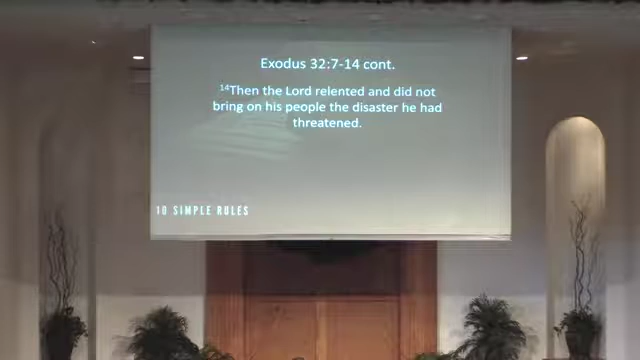 Exodus 32:7-14 cont.
14Then the Lord relented and did not
bring on his people the disaster he had
threatened.
10 SIMPLE RULES